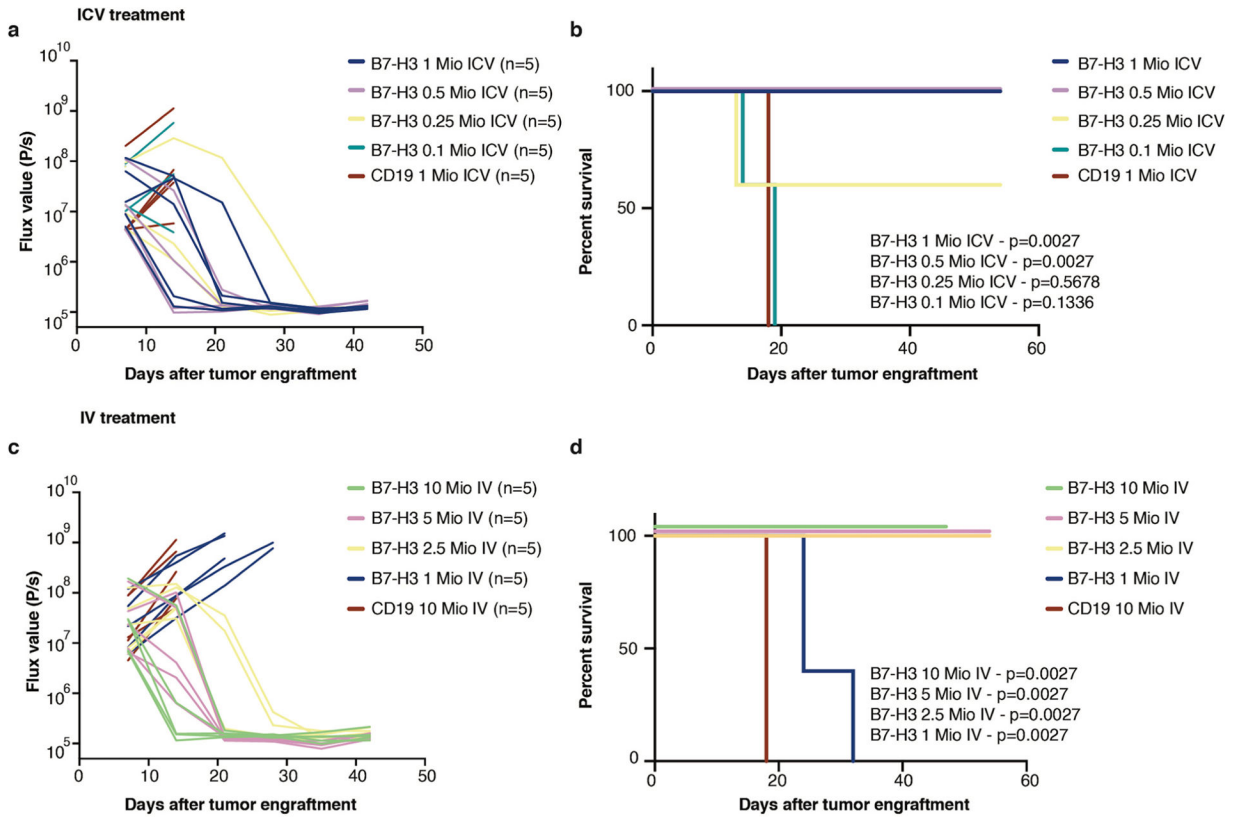 ICV treatment
a
10^10
10^9
10^8
10^7
10^6
10^5
Flux value (P/s)
0
10
20
30
40
50
Days after tumor engraftment
B7-H3 1 Mio ICV (n=5)
B7-H3 0.5 Mio ICV (n=5)
B7-H3 0.25 Mio ICV (n=5)
B7-H3 0.1 Mio ICV (n=5)
CD19 1 Mio ICV (n=5)
b
100
50
0
Percent survival
0
20
40
60
Days after tumor engraftment
B7-H3 1 Mio ICV
B7-H3 0.5 Mio ICV
B7-H3 0.25 Mio ICV
B7-H3 0.1 Mio ICV
CD19 1 Mio ICV
B7-H3 1 Mio ICV - p=0.0027
B7-H3 0.5 Mio ICV - p=0.0027
B7-H3 0.25 Mio ICV - p=0.5678
B7-H3 0.1 Mio ICV - p=0.1336
IV treatment
c
10^10
10^9
10^8
10^7
10^6
10^5
Flux value (P/s)
0
10
20
30
40
50
Days after tumor engraftment
B7-H3 10 Mio IV (n=5)
B7-H3 5 Mio IV (n=5)
B7-H3 2.5 Mio IV (n=5)
B7-H3 1 Mio IV (n=5)
CD19 10 Mio IV (n=5)
d
100
50
0
Percent survival
0
20
40
60
Days after tumor engraftment
B7-H3 10 Mio IV
B7-H3 5 Mio IV
B7-H3 2.5 Mio IV
B7-H3 1 Mio IV
CD19 10 Mio IV
B7-H3 10 Mio IV - p=0.0027
B7-H3 5 Mio IV - p=0.0027
B7-H3 2.5 Mio IV - p=0.0027
B7-H3 1 Mio IV - p=0.0027